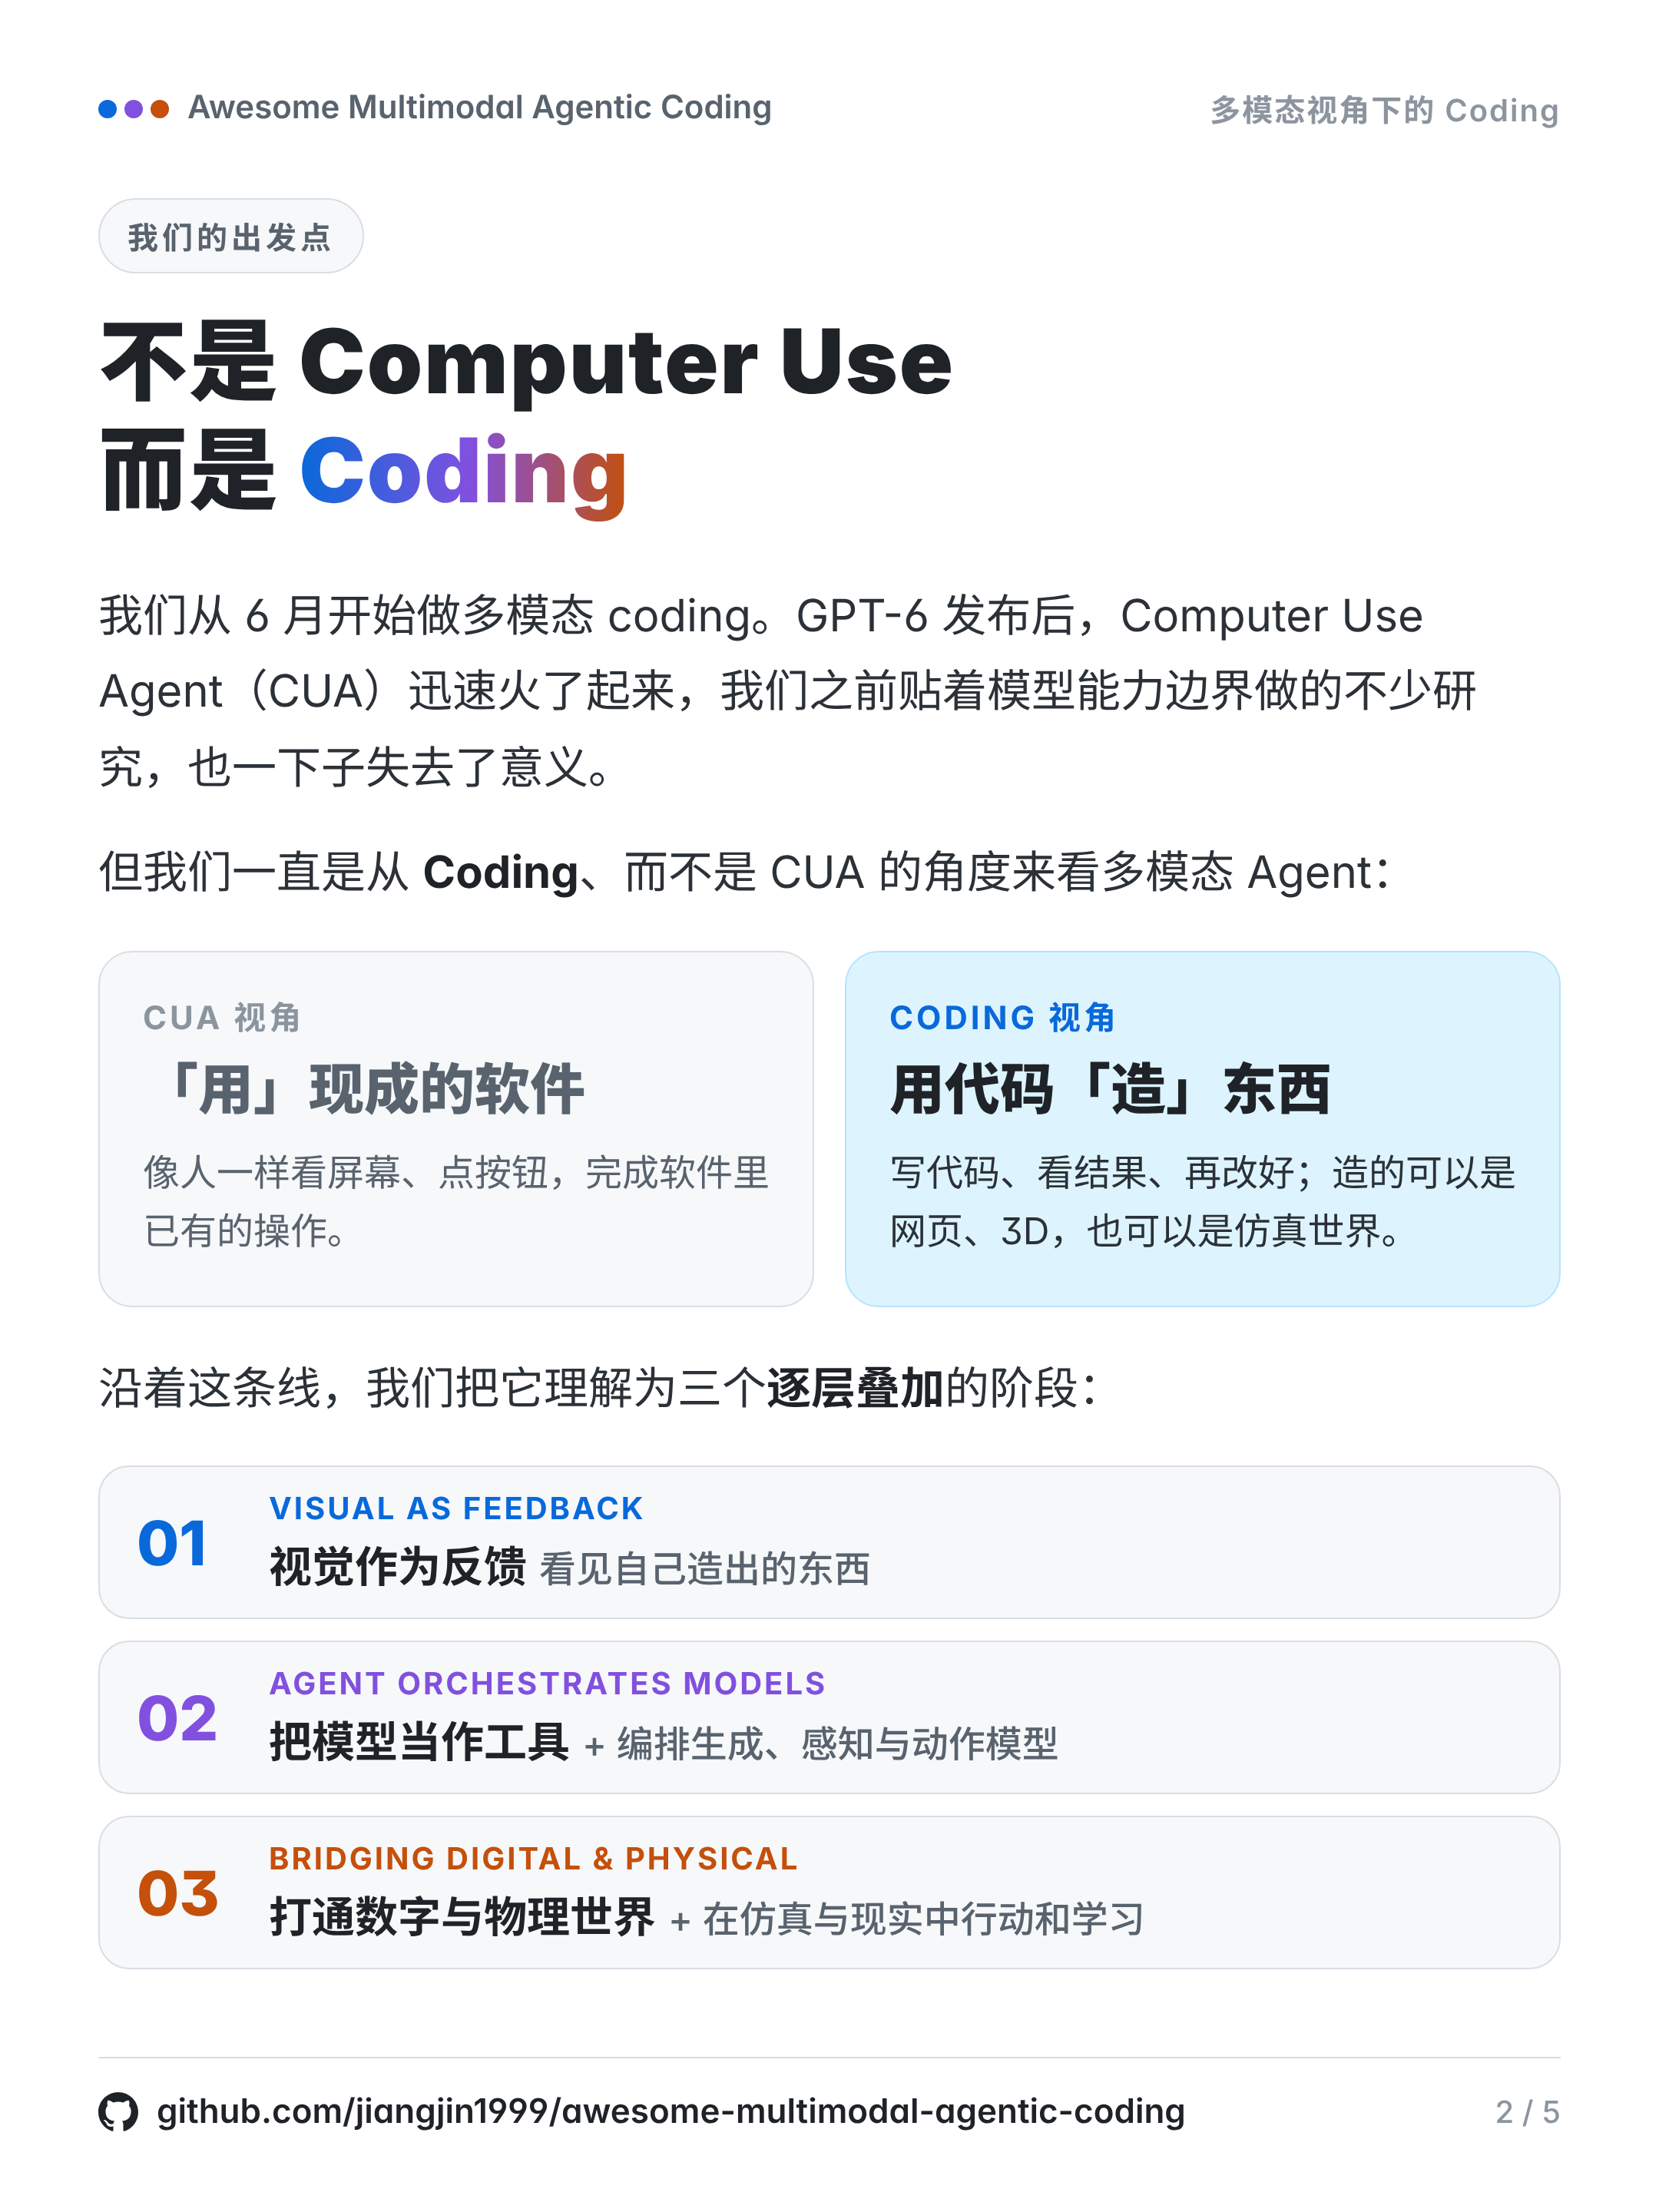 Awesome Multimodal Agentic Coding
多模态视角下的 Coding
我们的出发点
不是 Computer Use
而是 Coding
我们从 6 月开始做多模态 coding。GPT-6 发布后，Computer Use
Agent（CUA）迅速火了起来，我们之前贴着模型能力边界做的不少研
究，也一下子失去了意义。
但我们一直是从 Coding、而不是 CUA 的角度来看多模态 Agent：
CUA 视角
「用」现成的软件
像人一样看屏幕、点按钮，完成软件里
已有的操作。
CODING 视角
用代码「造」东西
写代码、看结果、再改好；造的可以是
网页、3D，也可以是仿真世界。
沿着这条线，我们把它理解为三个逐层叠加的阶段：
01
VISUAL AS FEEDBACK
视觉作为反馈 看见自己造出的东西
02
AGENT ORCHESTRATES MODELS
把模型当作工具 + 编排生成、感知与动作模型
03
BRIDGING DIGITAL & PHYSICAL
打通数字与物理世界 + 在仿真与现实中行动和学习
github.com/jiangjin1999/awesome-multimodal-agentic-coding
2 / 5